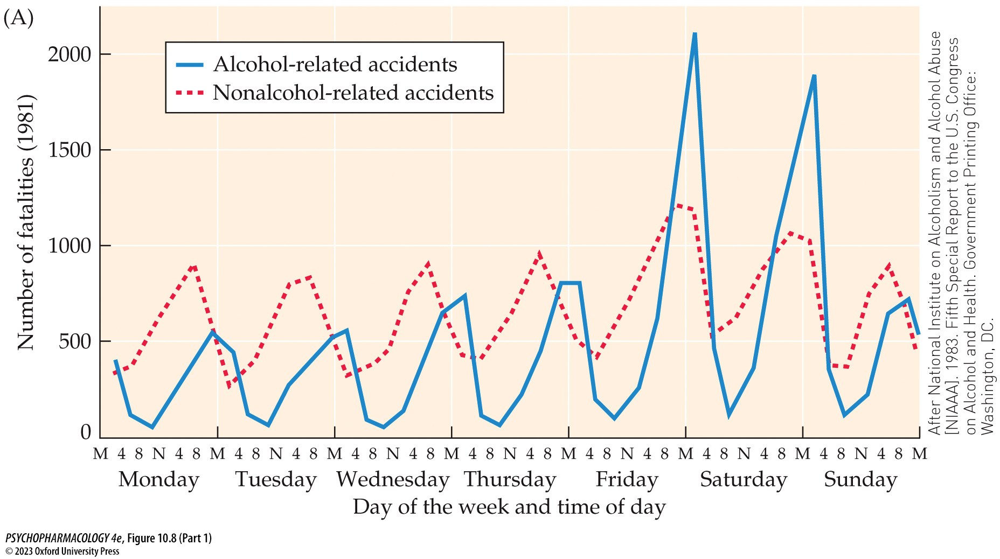 (A)
Number of fatalities (1981)
2000
1500
1000
500
0
Alcohol-related accidents
Nonalcohol-related accidents
M 4 8 N 4 8 M 4 8 N 4 8 M 4 8 N 4 8 M 4 8 N 4 8 M 4 8 N 4 8 M 4 8 N 4 8 M 4 8 N 4 8 M
Monday Tuesday Wednesday Thursday Friday Saturday Sunday
Day of the week and time of day
After National Institute on Alcoholism and Alcohol Abuse
[NIAAA]. 1983. Fifth Special Report to the U.S. Congress
on Alcohol and Health. Government Printing Office:
Washington, DC.
PSYCHOPHARMACOLOGY 4e, Figure 10.8 (Part 1)
© 2023 Oxford University Press